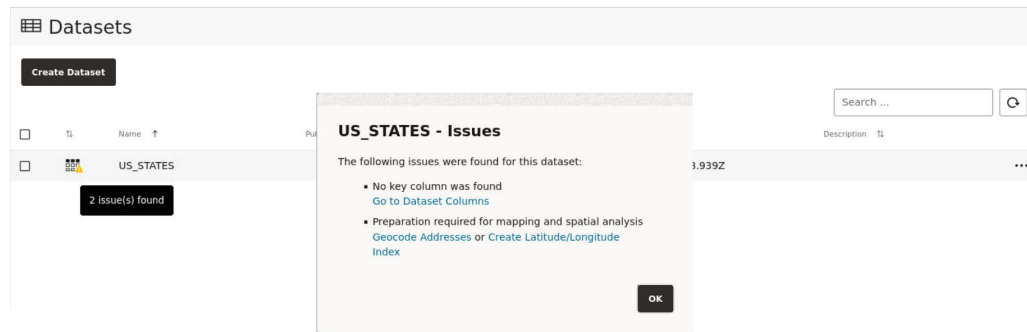 Datasets
Create Dataset
Search ...
Name
Description
US_STATES
3.939Z
...
2 issue(s) found
US_STATES - Issues
The following issues were found for this dataset:
No key column was found
Go to Dataset Columns
Preparation required for mapping and spatial analysis
Geocode Addresses or Create Latitude/Longitude
Index
OK